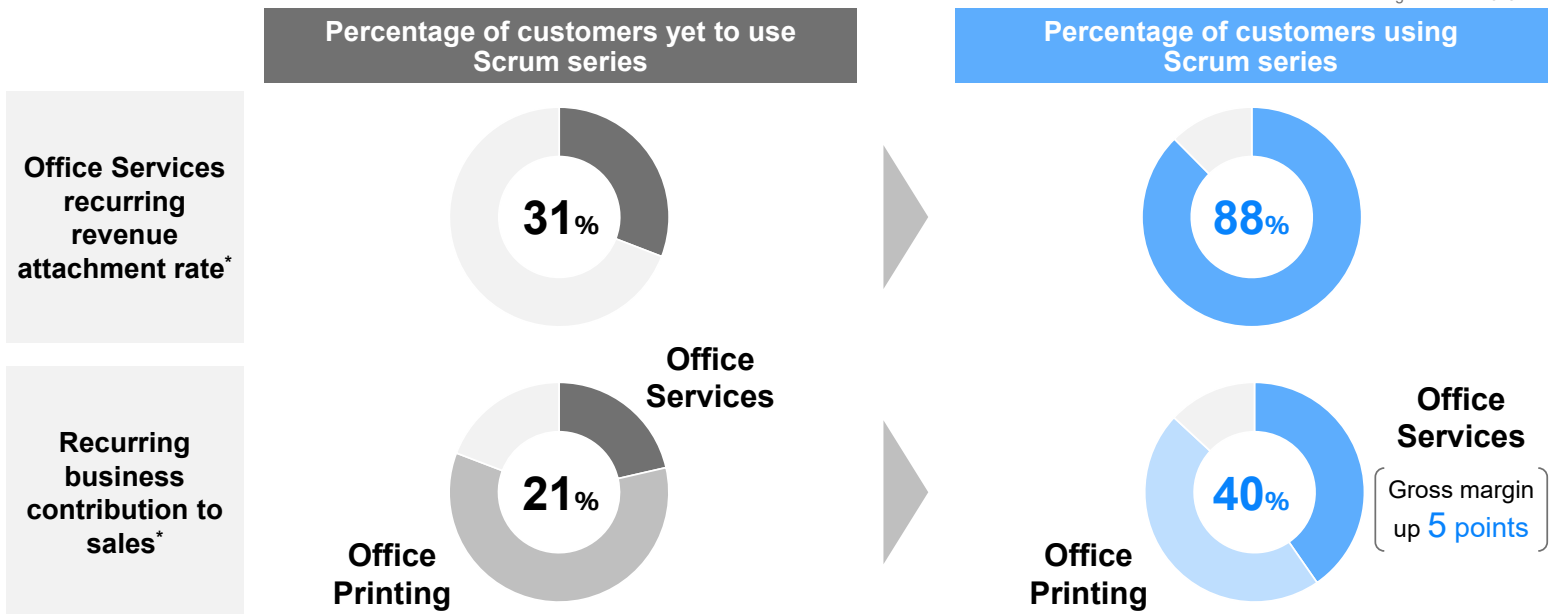 Percentage of customers yet to use
Scrum series
Percentage of customers using
Scrum series
Office Services
recurring
revenue
attachment rate*
31%
88%
Recurring
business
contribution to
sales*
Office
Services
21%
Office
Printing
40%
Office
Services
Gross margin
up 5 points
Office
Printing